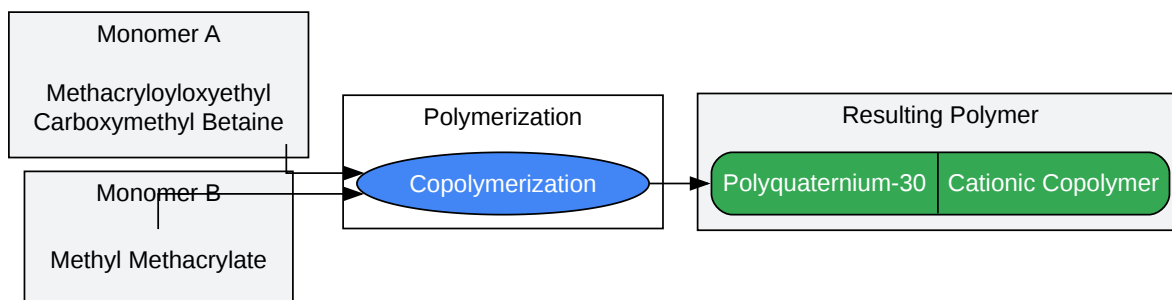 Monomer A
Methacryloyloxyethyl
Carboxymethyl Betaine
Monomer B
Methyl Methacrylate
Polymerization
Copolymerization
Resulting Polymer
Polyquaternium-30
Cationic Copolymer